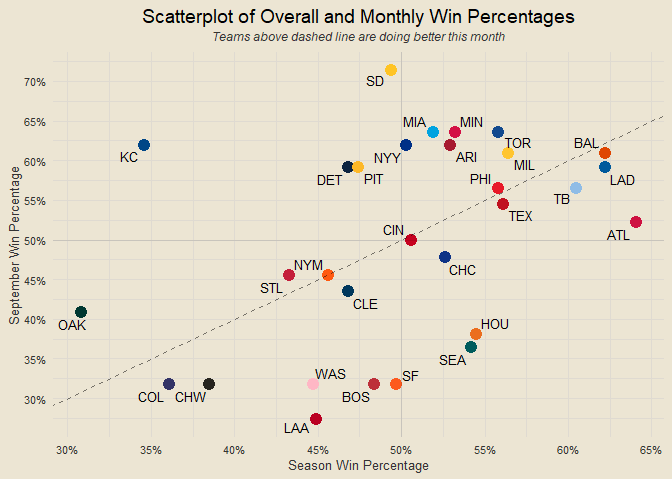 Scatterplot of Overall and Monthly Win Percentages
Teams above dashed line are doing better this month
September Win Percentage
70%
65%
60%
55%
50%
45%
40%
35%
30%
SD
MIA
MIN
TOR
KC
NYY
ARI
MIL
BAL
DET
PIT
PHI
LAD
TB
TEX
ATL
CIN
CHC
NYM
STL
CLE
OAK
HOU
SEA
WAS
SF
COL
CHW
BOS
LAA
30%
35%
40%
45%
50%
55%
60%
65%
Season Win Percentage